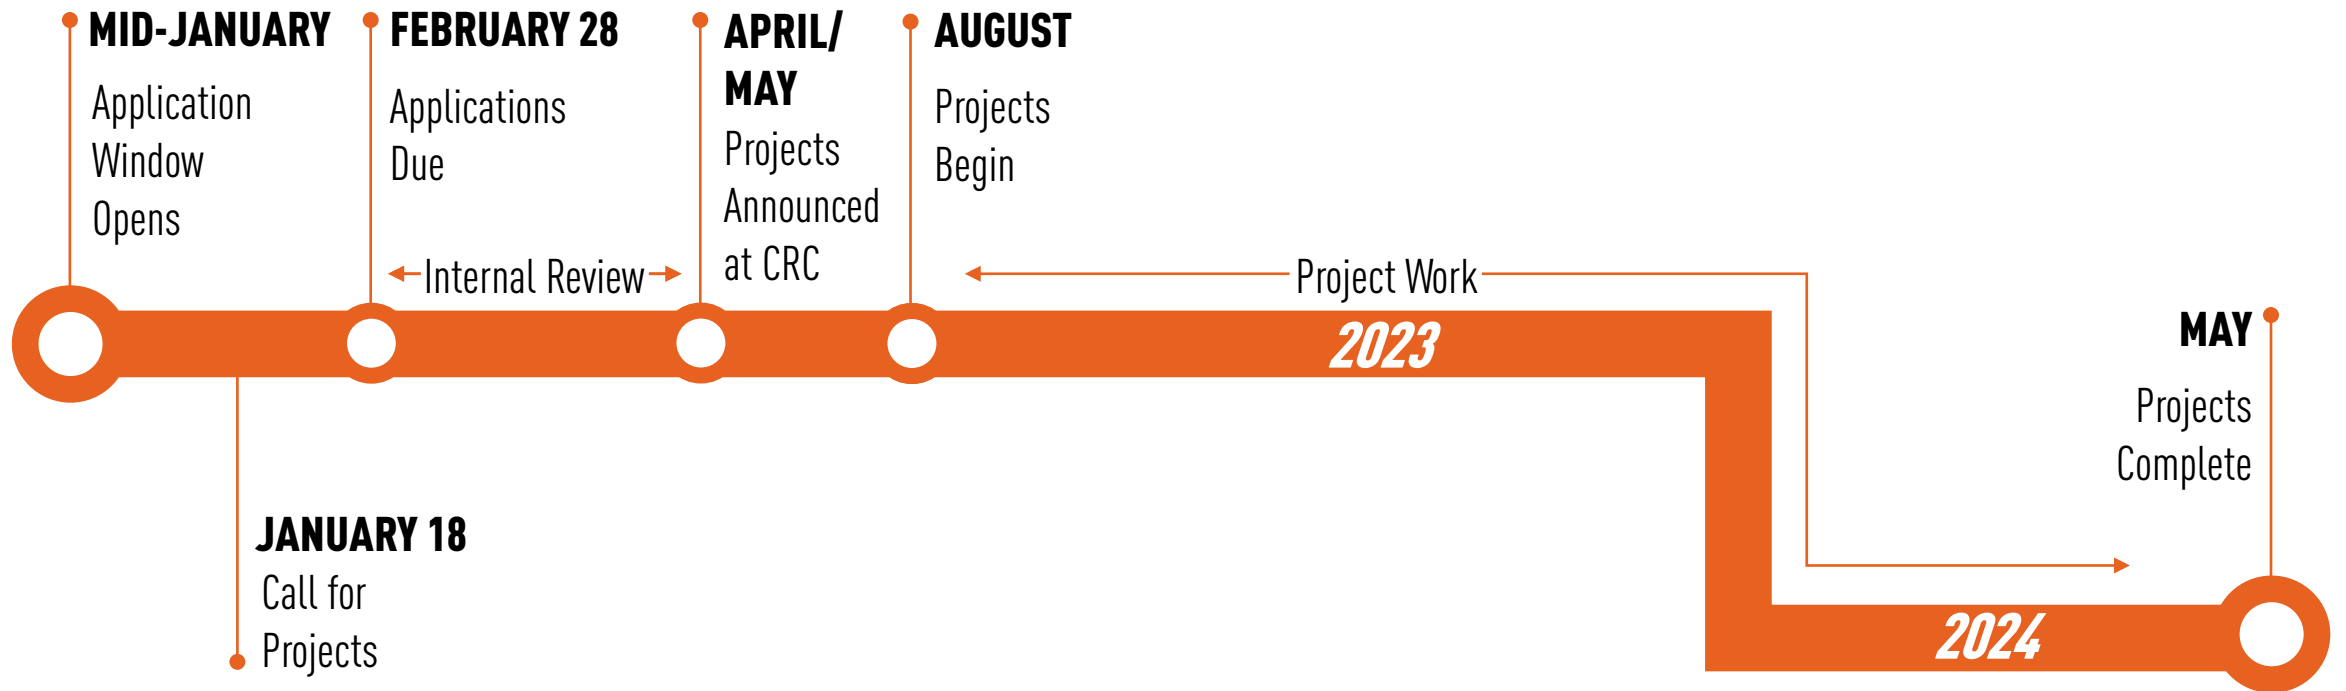 MID-JANUARY
Application
Window
Opens
JANUARY 18
Call for
Projects
FEBRUARY 28
Applications
Due
Internal Review
APRIL/
MAY
Projects
Announced
at CRC
AUGUST
Projects
Begin
Project Work
2023
2024
MAY
Projects
Complete